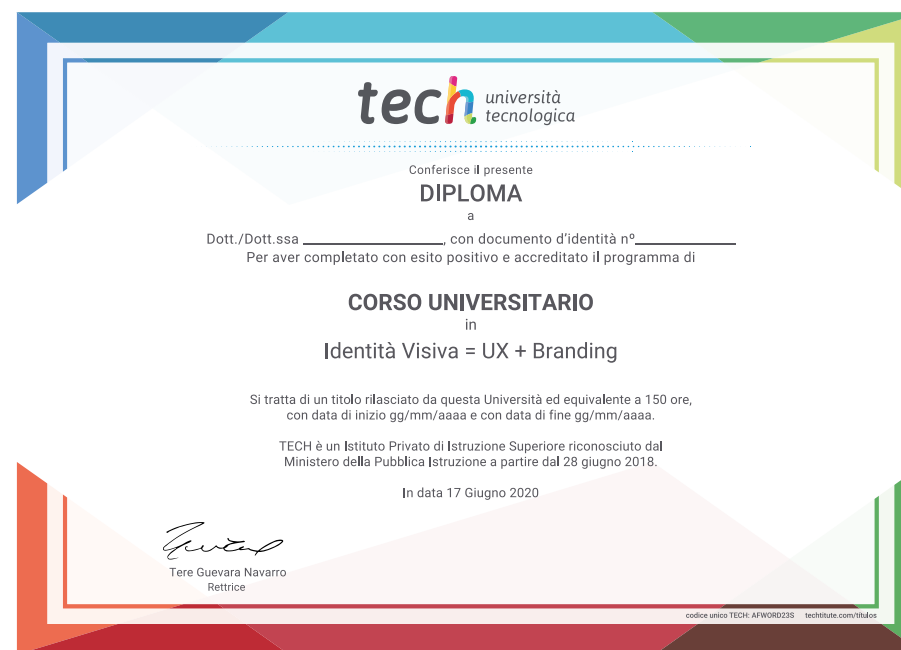 tech università
tecnologica
Conferisce il presente
DIPLOMA
a
Dott./Dott.ssa ________________, con documento d'identità nº____________
Per aver completato con esito positivo e accreditato il programma di
CORSO UNIVERSITARIO
in
Identità Visiva = UX + Branding
Si tratta di un titolo rilasciato da questa Università ed equivalente a 150 ore,
con data di inizio gg/mm/aaaa e con data di fine gg/mm/aaaa.
TECH è un Istituto Privato di Istruzione Superiore riconosciuto dal
Ministero della Pubblica Istruzione a partire dal 28 giugno 2018.
In data 17 Giugno 2020
Tere Guevara Navarro
Rettrice
codice unico TECH: AFWORD23S techtitute.com/títulos